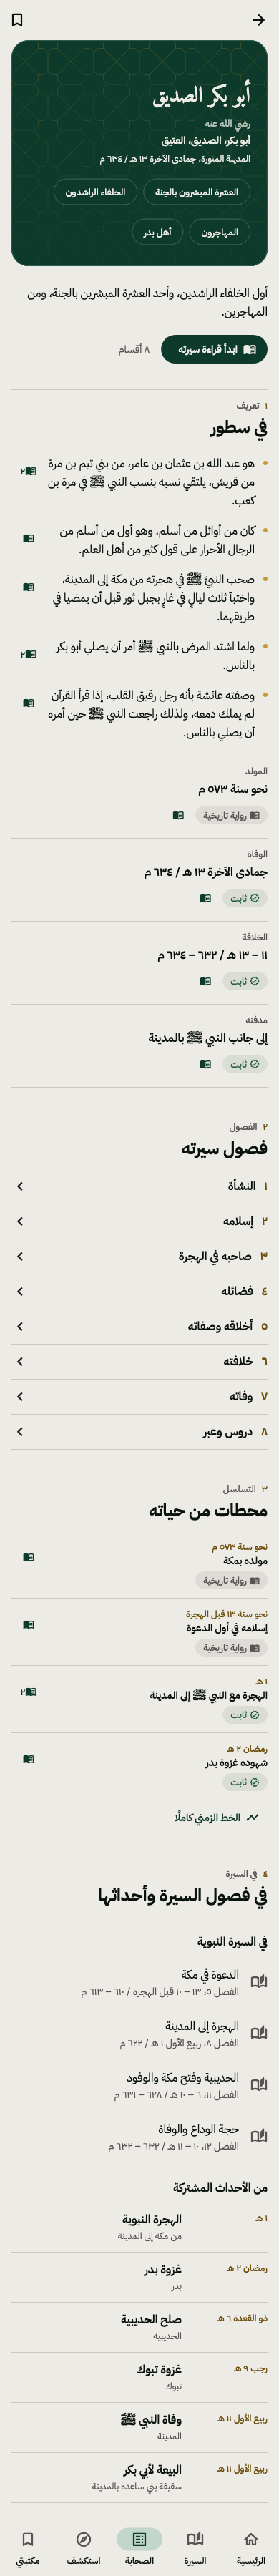 أبو بكر الصديق
رضي الله عنه
أبو بكر، الصديق، العتيق
المدينة المنورة، جمادى الآخرة ١٣ هـ / ٦٣٤ م
العشرة المبشرون بالجنة
الخلفاء الراشدون
المهاجرون
أهل بدر
أول الخلفاء الراشدين، وأحد العشرة المبشرين بالجنة، ومن
المهاجرين.
ابدأ قراءة سيرته
٨ أقسام
١ تعريف
في سطور
هو عبد الله بن عثمان بن عامر، من بني تيم بن مرة
من قريش، يلتقي نسبه بنسب النبي ﷺ في مرة بن
كعب.
٢
كان من أوائل من أسلم، وهو أول من أسلم من
الرجال الأحرار على قول كثير من أهل العلم.
صحب النبيَّ ﷺ في هجرته من مكة إلى المدينة،
واختبآ ثلاث ليالٍ في غارٍ بجبل ثور قبل أن يمضيا في
طريقهما.
ولما اشتد المرض بالنبي ﷺ أمر أن يصلي أبو بكر
بالناس.
٢
وصفته عائشة بأنه رجل رقيق القلب، إذا قرأ القرآن
لم يملك دمعه، ولذلك راجعت النبي ﷺ حين أمره
أن يصلي بالناس.
المولد
نحو سنة ٥٧٣ م
رواية تاريخية
الوفاة
جمادى الآخرة ١٣ هـ / ٦٣٤ م
ثابت
الخلافة
١١ – ١٣ هـ / ٦٣٢ – ٦٣٤ م
ثابت
مدفنه
إلى جانب النبي ﷺ بالمدينة
ثابت
٢ الفصول
فصول سيرته
١ النشأة
٢ إسلامه
٣ صاحبه في الهجرة
٤ فضائله
٥ أخلاقه وصفاته
٦ خلافته
٧ وفاته
٨ دروس وعبر
٣ التسلسل
محطات من حياته
نحو سنة ٥٧٣ م
مولده بمكة
رواية تاريخية
نحو سنة ١٣ قبل الهجرة
إسلامه في أول الدعوة
رواية تاريخية
١ هـ
الهجرة مع النبي ﷺ إلى المدينة
٢
ثابت
رمضان ٢ هـ
شهوده غزوة بدر
ثابت
الخط الزمني كاملًا
٤ في السيرة
في فصول السيرة وأحداثها
في السيرة النبوية
الدعوة في مكة
الفصل ٥، ١٣ – ١٠ قبل الهجرة / ٦١٠ – ٦١٣ م
الهجرة إلى المدينة
الفصل ٨، ربيع الأول ١ هـ / ٦٢٢ م
الحديبية وفتح مكة والوفود
الفصل ١١، ٦ – ١٠ هـ / ٦٢٨ – ٦٣١ م
حجة الوداع والوفاة
الفصل ١٢، ١٠ – ١١ هـ / ٦٣٢ – ٦٣٢ م
من الأحداث المشتركة
١ هـ
الهجرة النبوية
من مكة إلى المدينة
رمضان ٢ هـ
غزوة بدر
بدر
ذو القعدة ٦ هـ
صلح الحديبية
الحديبية
رجب ٩ هـ
غزوة تبوك
تبوك
ربيع الأول ١١ هـ
وفاة النبي ﷺ
المدينة
ربيع الأول ١١ هـ
البيعة لأبي بكر
سقيفة بني ساعدة بالمدينة
الرئيسية
السيرة
الصحابة
استكشف
مكتبتي